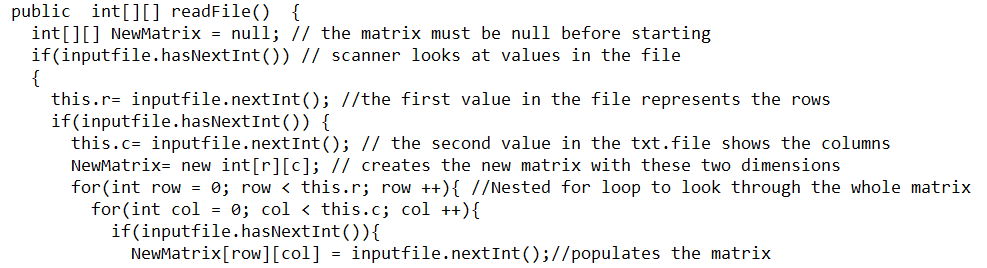 public  int[][] readFile()  {
int[][] NewMatrix = null; // the matrix must be null before starting
if(inputfile.hasNextInt()) // scanner looks at values in the file
{
this.r= inputfile.nextInt(); //the first value in the file represents the rows
if(inputfile.hasNextInt()) {
this.c= inputfile.nextInt(); // the second value in the txt.file shows the columns
NewMatrix= new int[r][c]; // creates the new matrix with these two dimensions
for(int row = 0; row < this.r; row ++){ //Nested for loop to look through the whole matrix
for(int col = 0; col < this.c; col ++){
if(inputfile.hasNextInt()){
NewMatrix[row][col] = inputfile.nextInt();//populates the matrix